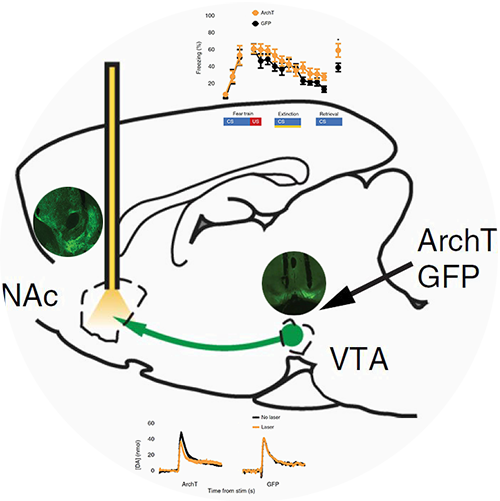 ArchT
GFP
100
80
60
40
20
0
Freezing (%)
*
Fear train
Extinction
Retrieval
CS
US
CS
CS
ArchT
GFP
NAc
VTA
No laser
Laser
60
40
20
0
[DA] (nmol)
ArchT
GFP
Time from stim (s)